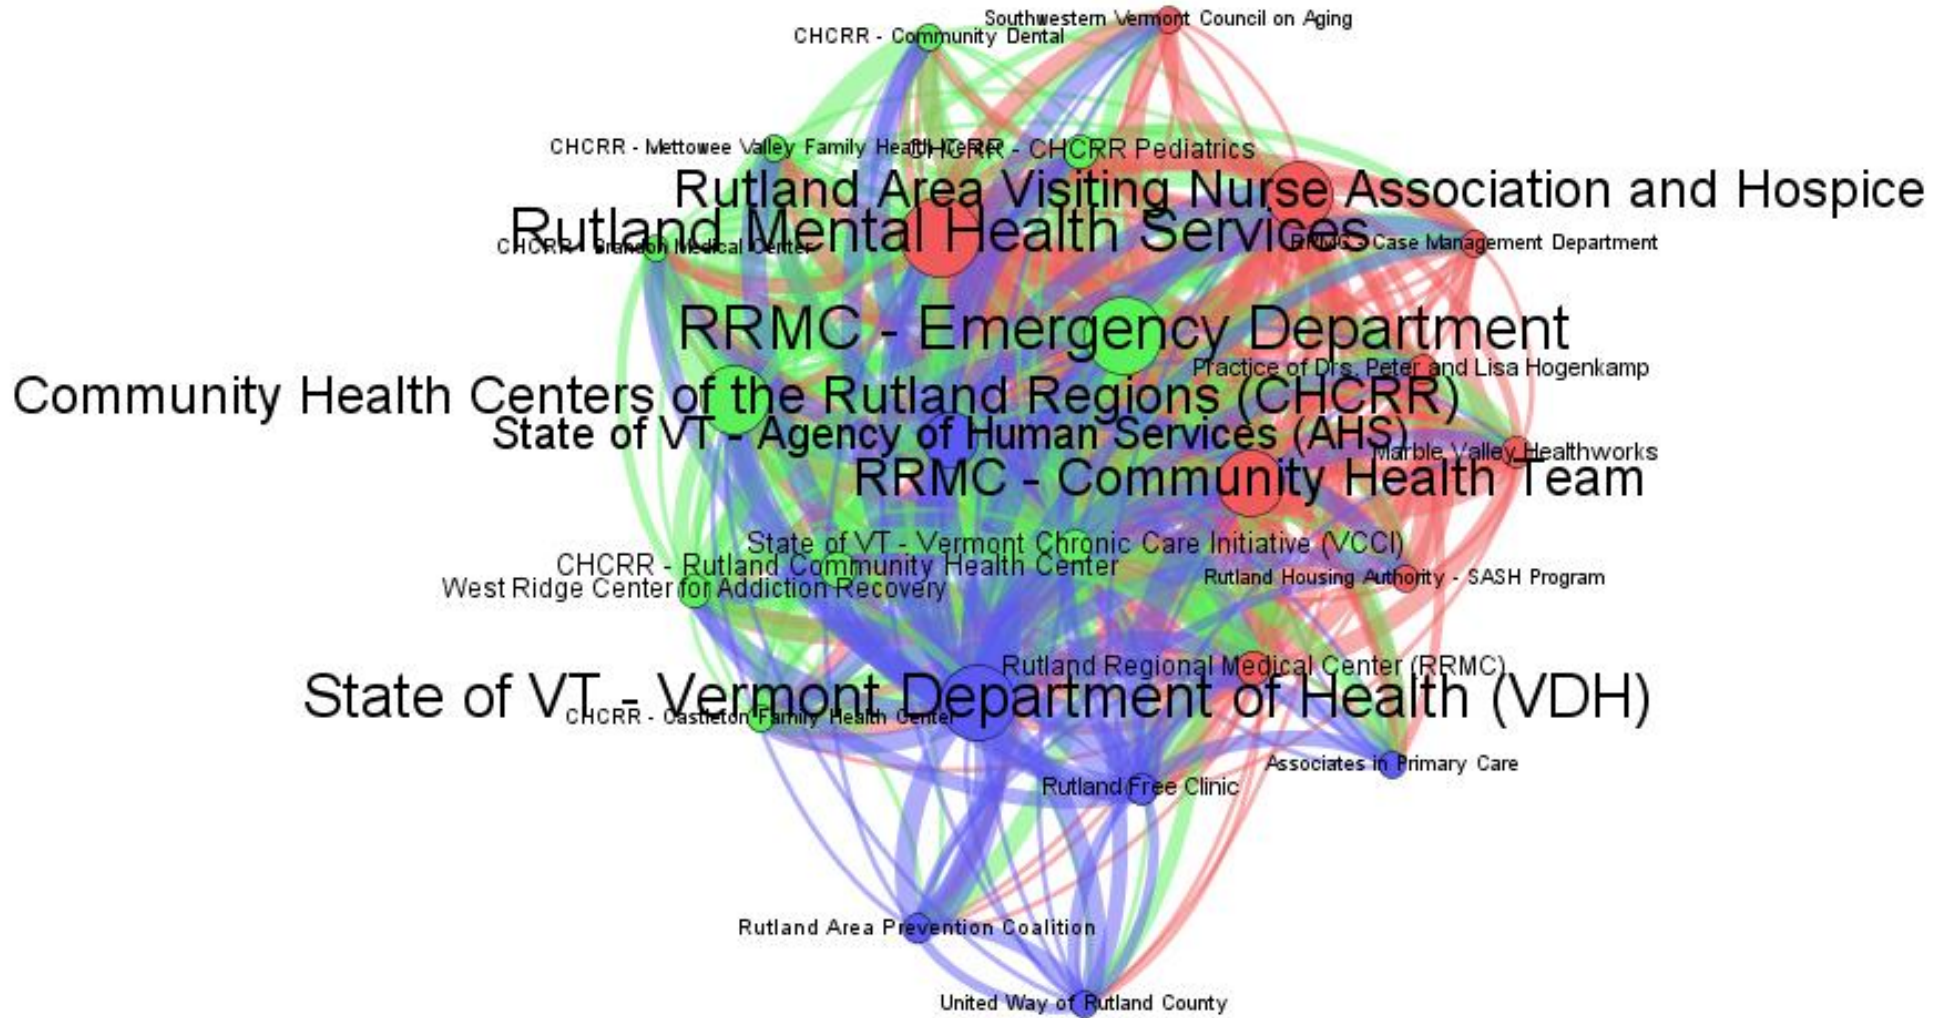 Southwestern Vermont Council on Aging
CHCRR - Community Dental
CHCRR - Mettowee Valley Family Health Center
CHCRR - CHCRR Pediatrics
Rutland Area Visiting Nurse Association and Hospice
Rutland Mental Health Services
RRMC - Case Management Department
CHCRR - Brandon Medical Center
RRMC - Emergency Department
Practice of Drs. Peter and Lisa Hogenkamp
Community Health Centers of the Rutland Regions (CHCRR)
State of VT - Agency of Human Services (AHS)
Marble Valley Healthworks
RRMC - Community Health Team
State of VT - Vermont Chronic Care Initiative (VCCI)
CHCRR - Rutland Community Health Center
Rutland Housing Authority - SASH Program
West Ridge Center for Addiction Recovery
Rutland Regional Medical Center (RRMC)
State of VT - Vermont Department of Health (VDH)
CHCRR - Castleton Family Health Center
Associates in Primary Care
Rutland Free Clinic
Rutland Area Prevention Coalition
United Way of Rutland County